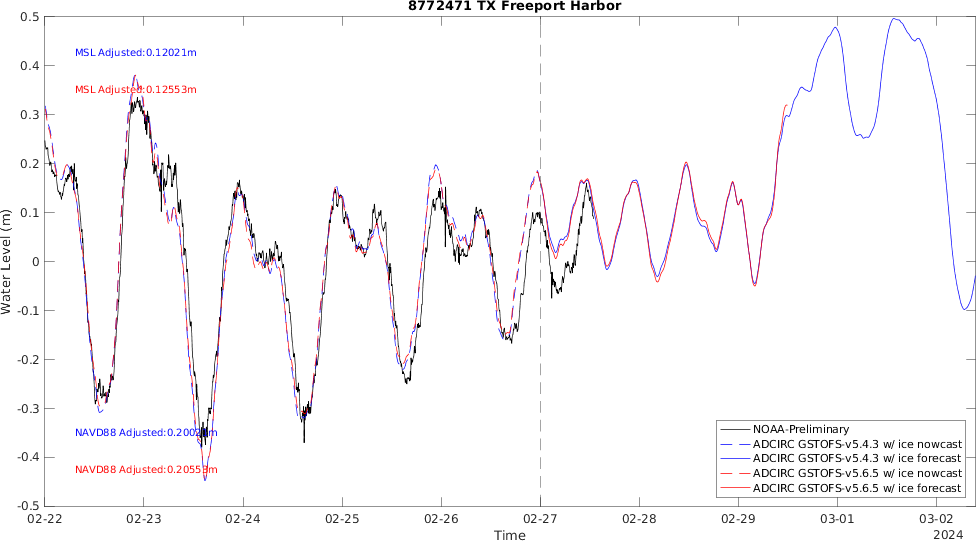 8772471 TX Freeport Harbor
0.5
0.4
0.3
0.2
0.1
0
-0.1
-0.2
-0.3
-0.4
-0.5
Water Level (m)
MSL Adjusted:0.12021m
MSL Adjusted:0.12553m
NAVD88 Adjusted:0.2002 m
NAVD88 Adjusted:0.20553m
NOAA-Preliminary
ADCIRC GSTOFS-v5.4.3 w/ ice nowcast
ADCIRC GSTOFS-v5.4.3 w/ ice forecast
ADCIRC GSTOFS-v5.6.5 w/ ice nowcast
ADCIRC GSTOFS-v5.6.5 w/ ice forecast
02-22 02-23 02-24 02-25 02-26 02-27 02-28 02-29 03-01 03-02
Time
2024